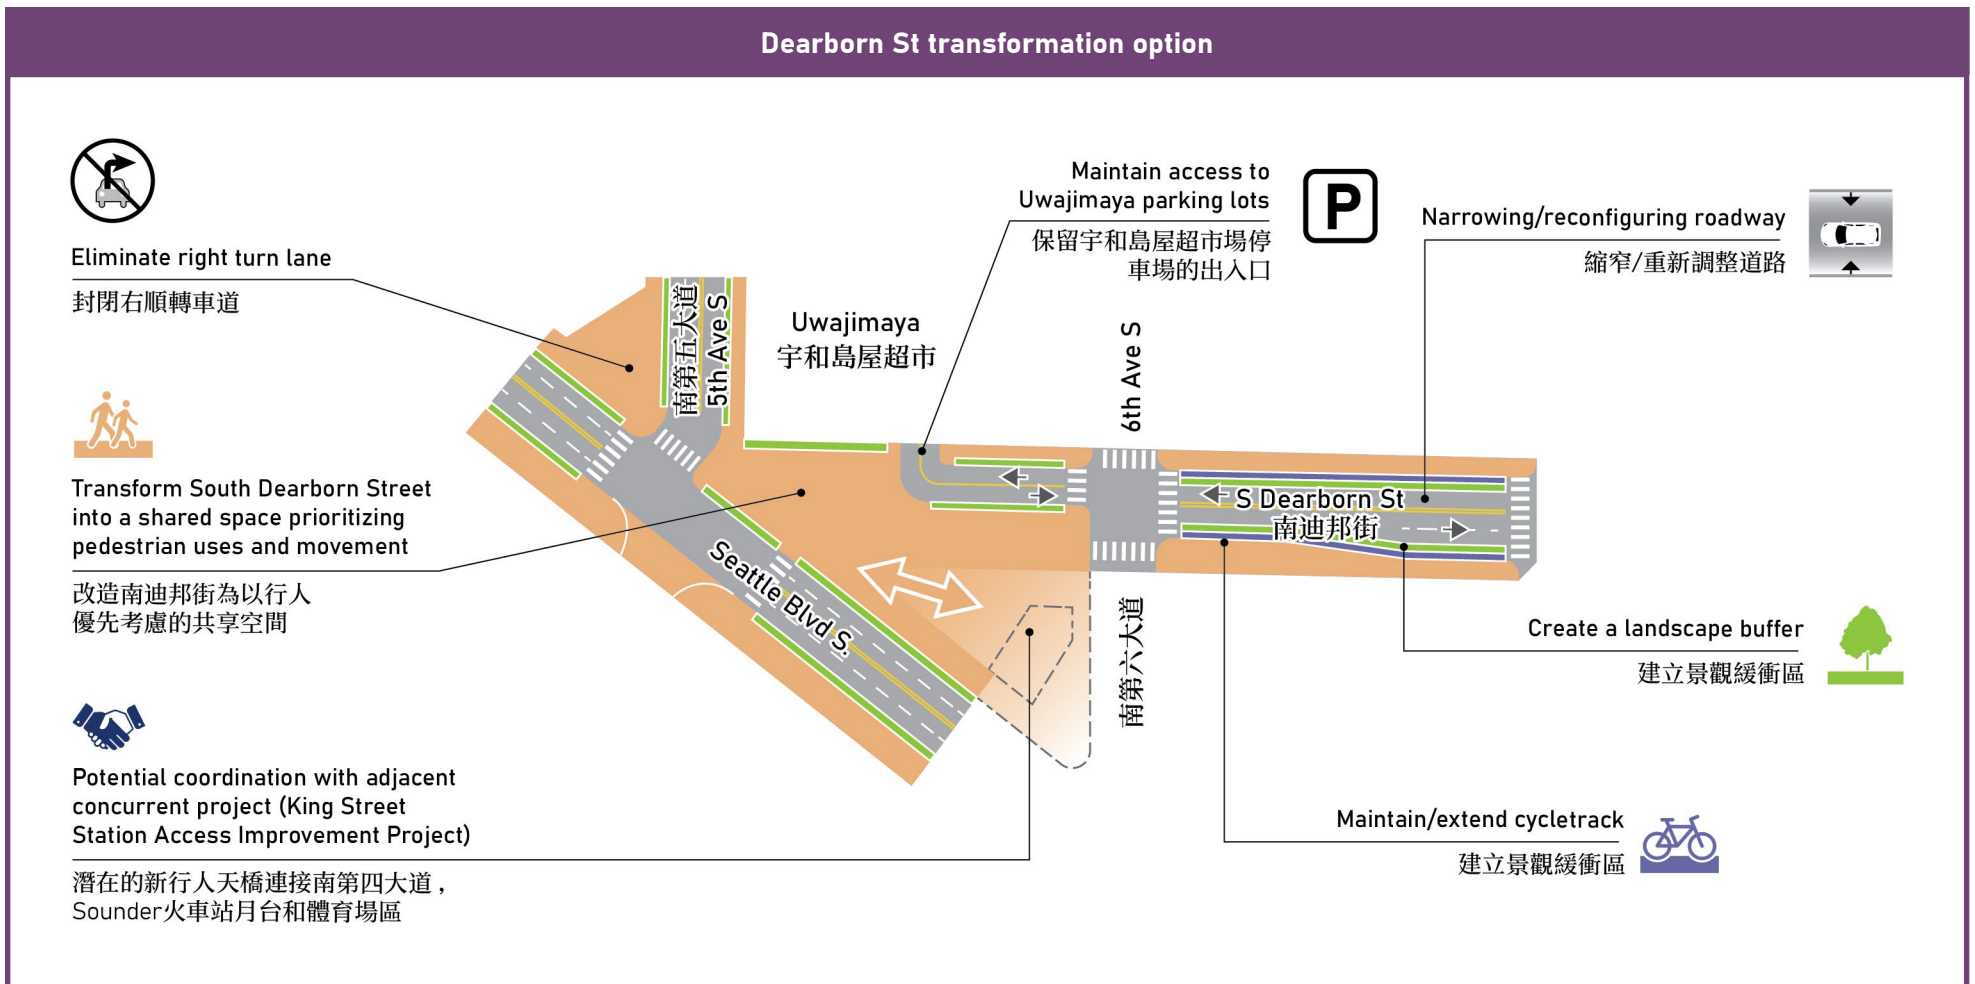 Dearborn St transformation option
Eliminate right turn lane
封閉右順轉車道
Transform South Dearborn Street
into a shared space prioritizing
pedestrian uses and movement
改造南迪邦街為以行人
優先考慮的共享空間
Potential coordination with adjacent
concurrent project (King Street
Station Access Improvement Project)
潛在的新行人天橋連接南第四大道，
Sounder火車站月台和體育場區
南第五大道
5th Ave S
Uwajimaya
宇和島屋超市
Maintain access to
Uwajimaya parking lots
保留宇和島屋超市場停
車場的出入口
P
6th Ave S
南第六大道
Seattle Blvd S.
S Dearborn St
南迪邦街
Narrowing/reconfiguring roadway
縮窄/重新調整道路
Create a landscape buffer
建立景觀緩衝區
Maintain/extend cycletrack
建立景觀緩衝區